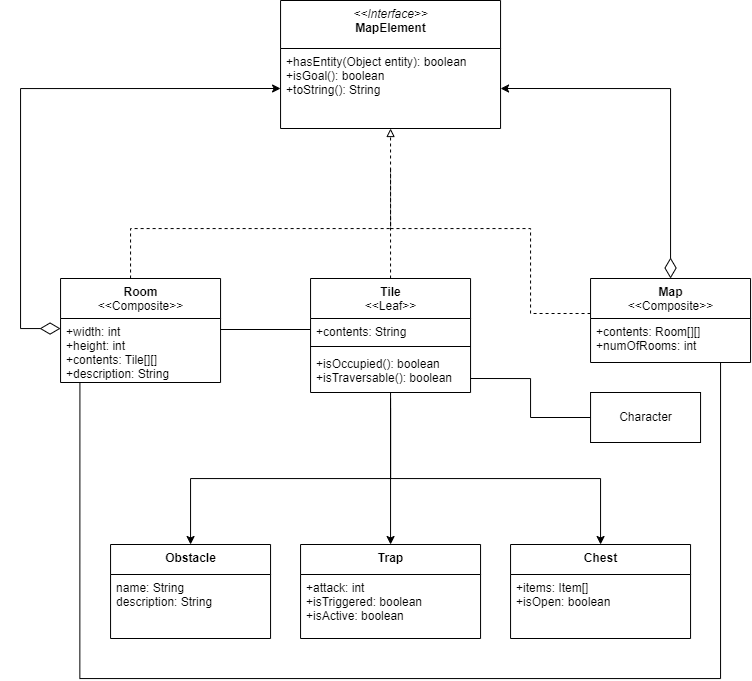 <<Interface>>
MapElement
+hasEntity(Object entity): boolean
+isGoal(): boolean
+toString(): String
Room
<<Composite>>
+width: int
+height: int
+contents: Tile[][]
+description: String
Tile
<<Leaf>>
+contents: String
+isOccupied(): boolean
+isTraversable(): boolean
Map
<<Composite>>
+contents: Room[][]
+numOfRooms: int
Character
Obstacle
name: String
description: String
Trap
+attack: int
+isTriggered: boolean
+isActive: boolean
Chest
+items: Item[]
+isOpen: boolean